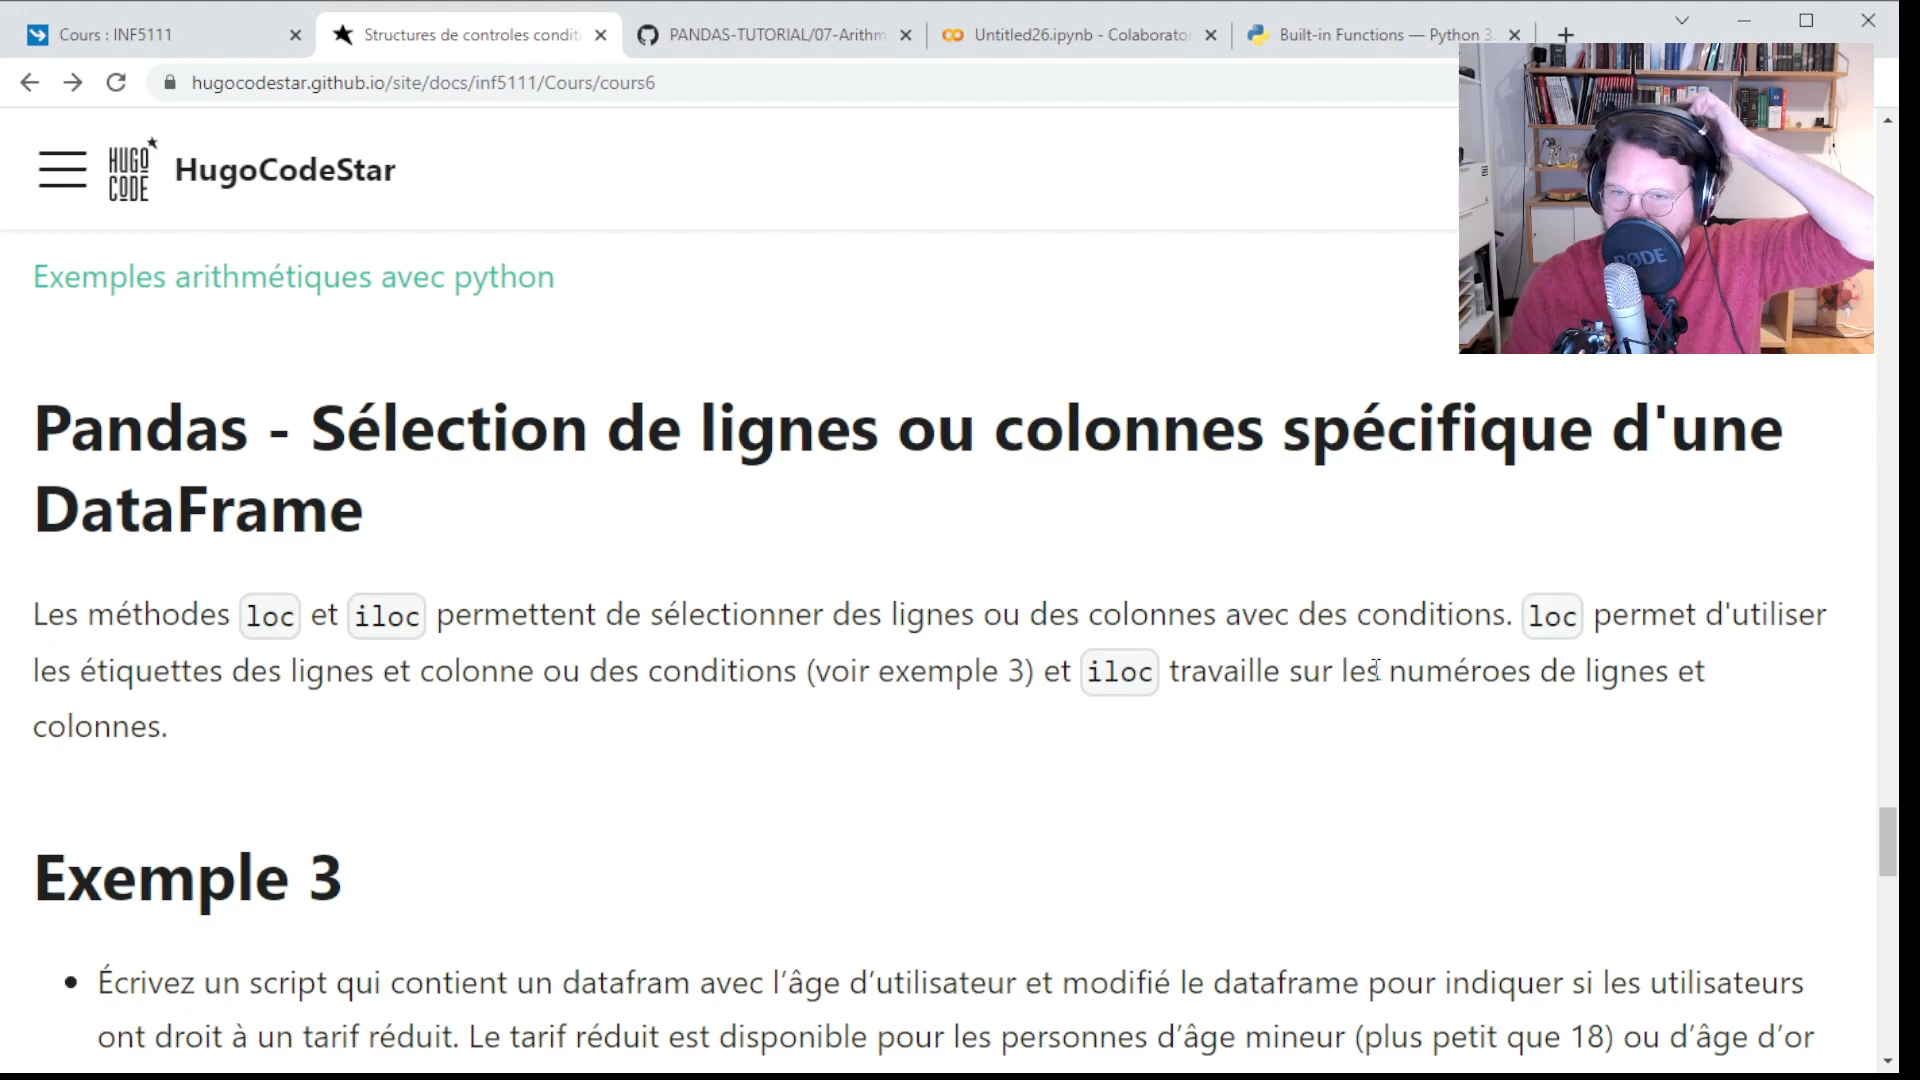 Cours : INF5111
Structures de controles condit
PANDAS-TUTORIAL/07-Arithm
Untitled26.ipynb - Colaborator
Built-in Functions — Python 3.
hugocodestar.github.io/site/docs/inf5111/Cours/cours6
HUGO
CODE
HugoCodeStar
RØDE
Exemples arithmétiques avec python
Pandas - Sélection de lignes ou colonnes spécifique d'une
DataFrame
Les méthodes loc et iloc permettent de sélectionner des lignes ou des colonnes avec des conditions. loc permet d'utiliser
les étiquettes des lignes et colonne ou des conditions (voir exemple 3) et iloc travaille sur les numéroes de lignes et
colonnes.
Exemple 3
• Écrivez un script qui contient un datafram avec l’âge d’utilisateur et modifié le dataframe pour indiquer si les utilisateurs
ont droit à un tarif réduit. Le tarif réduit est disponible pour les personnes d’âge mineur (plus petit que 18) ou d’âge d’or